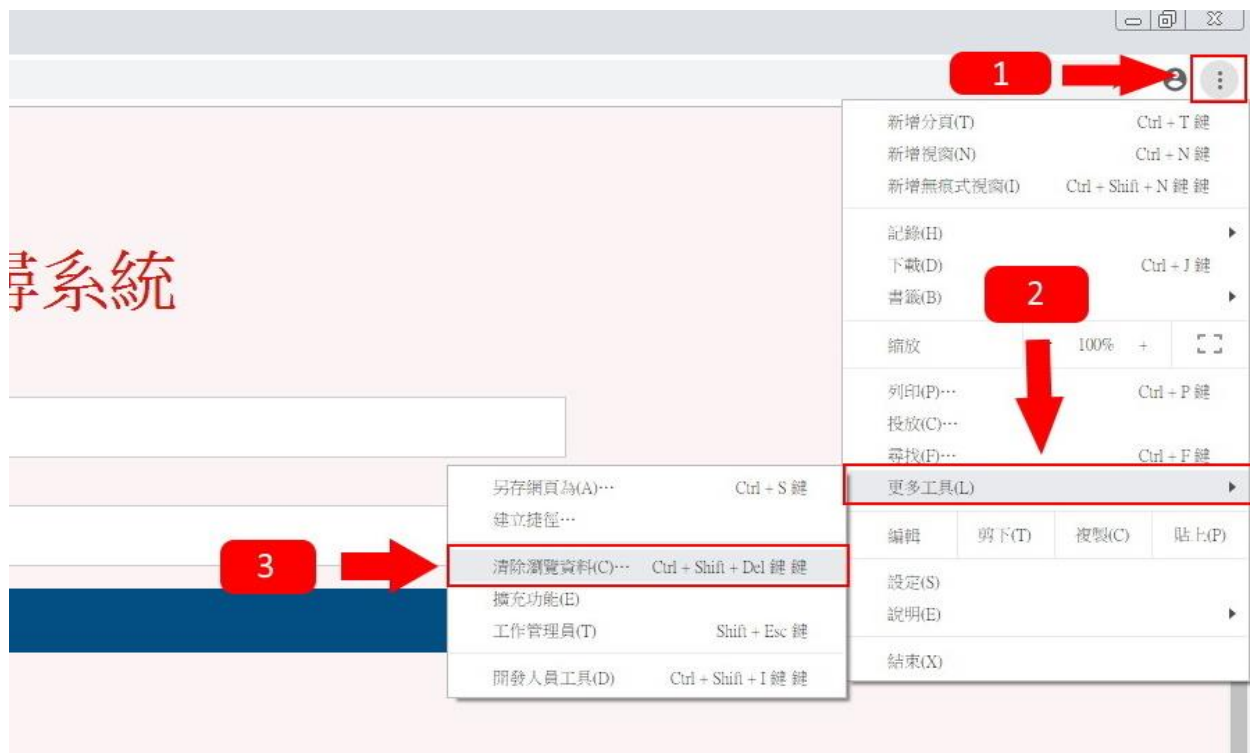 1
新增分頁(T) Ctrl + T 鍵
新增視窗(N) Ctrl + N 鍵
新增無痕式視窗(I) Ctrl + Shift + N 鍵 鍵
記錄(H)
下載(D) Ctrl + J 鍵
書籤(B)
2
縮放 100% +
列印(P)⋯ Ctrl + P 鍵
投放(C)⋯
尋找(F)⋯ Ctrl + F 鍵
更多工具(L)
編輯 剪下(T) 複製(C) 貼上(P)
設定(S)
說明(E)
結束(X)
尋系統
另存網頁為(A)⋯ Ctrl + S 鍵
建立捷徑⋯
3
清除瀏覽資料(C)⋯ Ctrl + Shift + Del 鍵 鍵
擴充功能(E)
工作管理員(T) Shift + Esc 鍵
開發人員工具(D) Ctrl + Shift + I 鍵 鍵